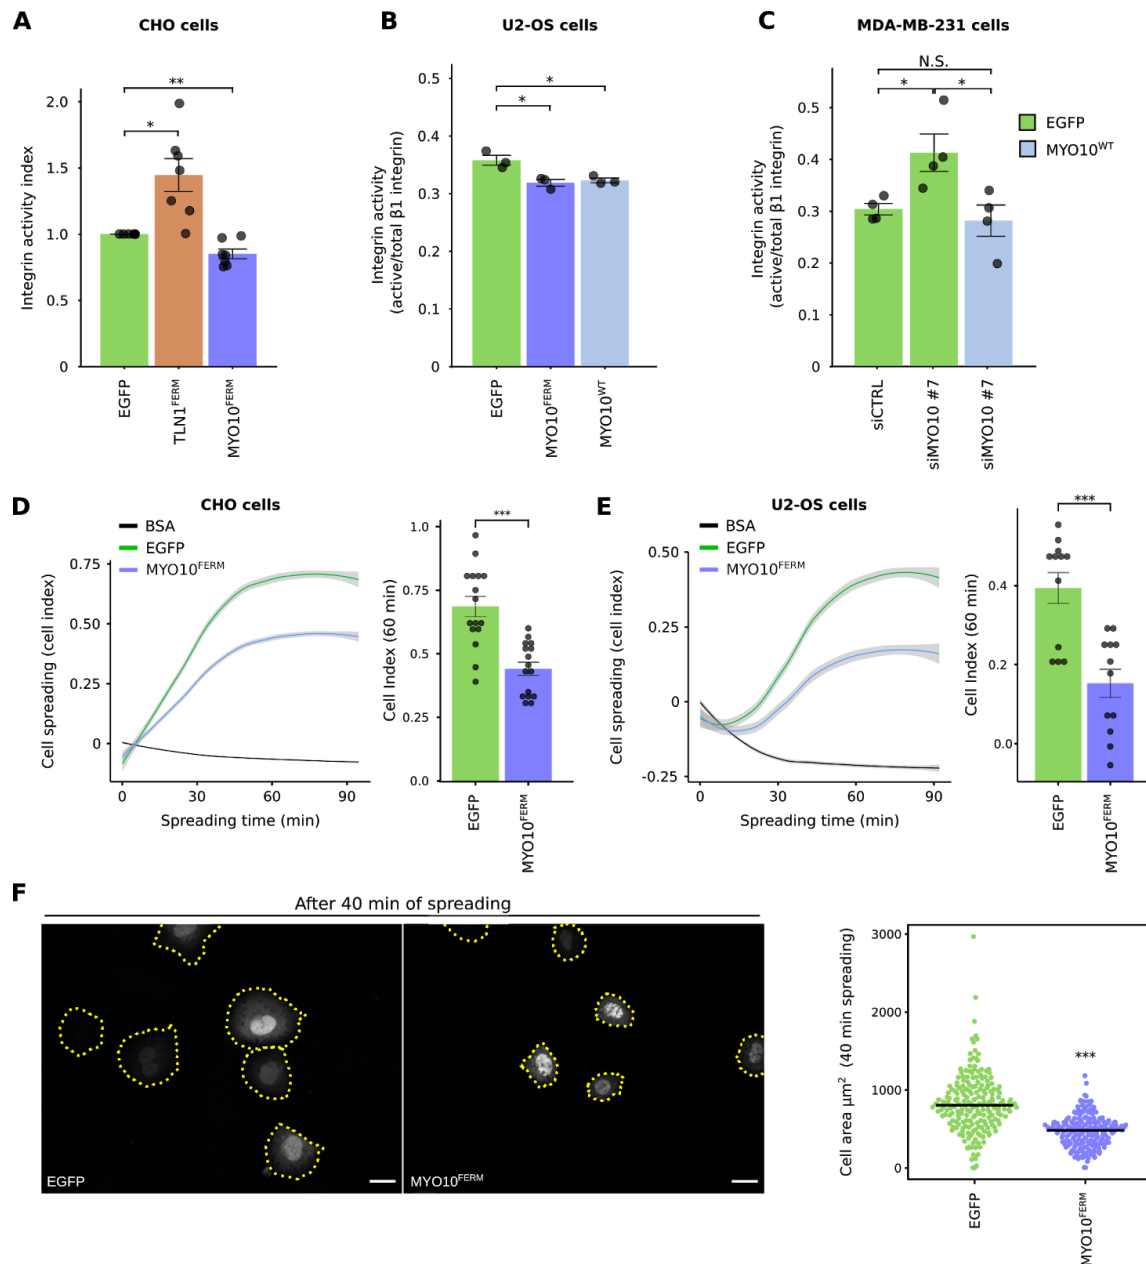 A
CHO cells
Integrin activity index
2.0
1.5
1.0
0.5
0
**
*
EGFP
TLN1FERM
MYO10FERM
B
U2-OS cells
Integrin activity
(active/total β1 integrin)
0.5
0.4
0.3
0.2
0.1
0
*
*
EGFP
MYO10FERM
MYO10WT
C
MDA-MB-231 cells
Integrin activity
(active/total β1 integrin)
0.5
0.4
0.3
0.2
0.1
0
N.S.
*
*
siCTRL
siMYO10 #7
siMYO10 #7
EGFP
MYO10WT
D
CHO cells
BSA
EGFP
MYO10FERM
Cell spreading (cell index)
0.75
0.50
0.25
0
0
30
60
90
Spreading time (min)
Cell Index (60 min)
1.0
0.75
0.5
0.25
0.0
***
EGFP
MYO10FERM
E
U2-OS cells
BSA
EGFP
MYO10FERM
Cell spreading (cell index)
0.50
0.25
0
-0.25
0
30
60
90
Spreading time (min)
Cell Index (60 min)
0.4
0.2
0.0
***
EGFP
MYO10FERM
F
After 40 min of spreading
EGFP
MYO10FERM
Cell area µm² (40 min spreading)
3000
2000
1000
0
***
EGFP
MYO10FERM